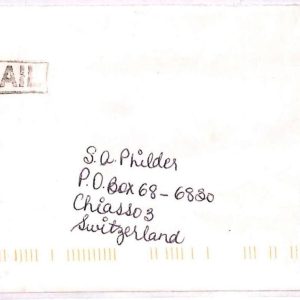 AIL
S.A. Philder
P.O. Box 68 - 6830
Chiasso 3
Switzerland